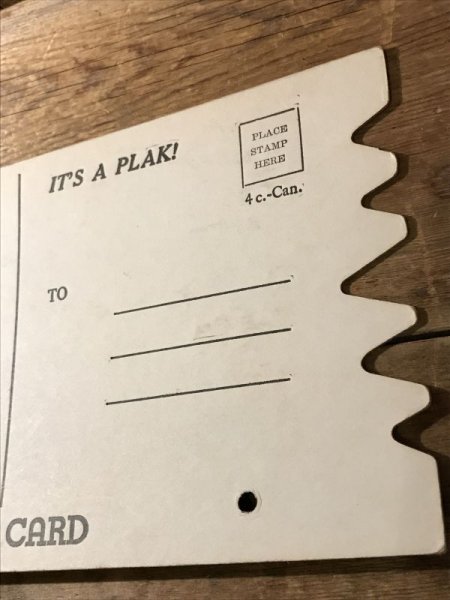 IT'S A PLAK!
PLACE
STAMP
HERE
4 c.-Can.
TO
CARD